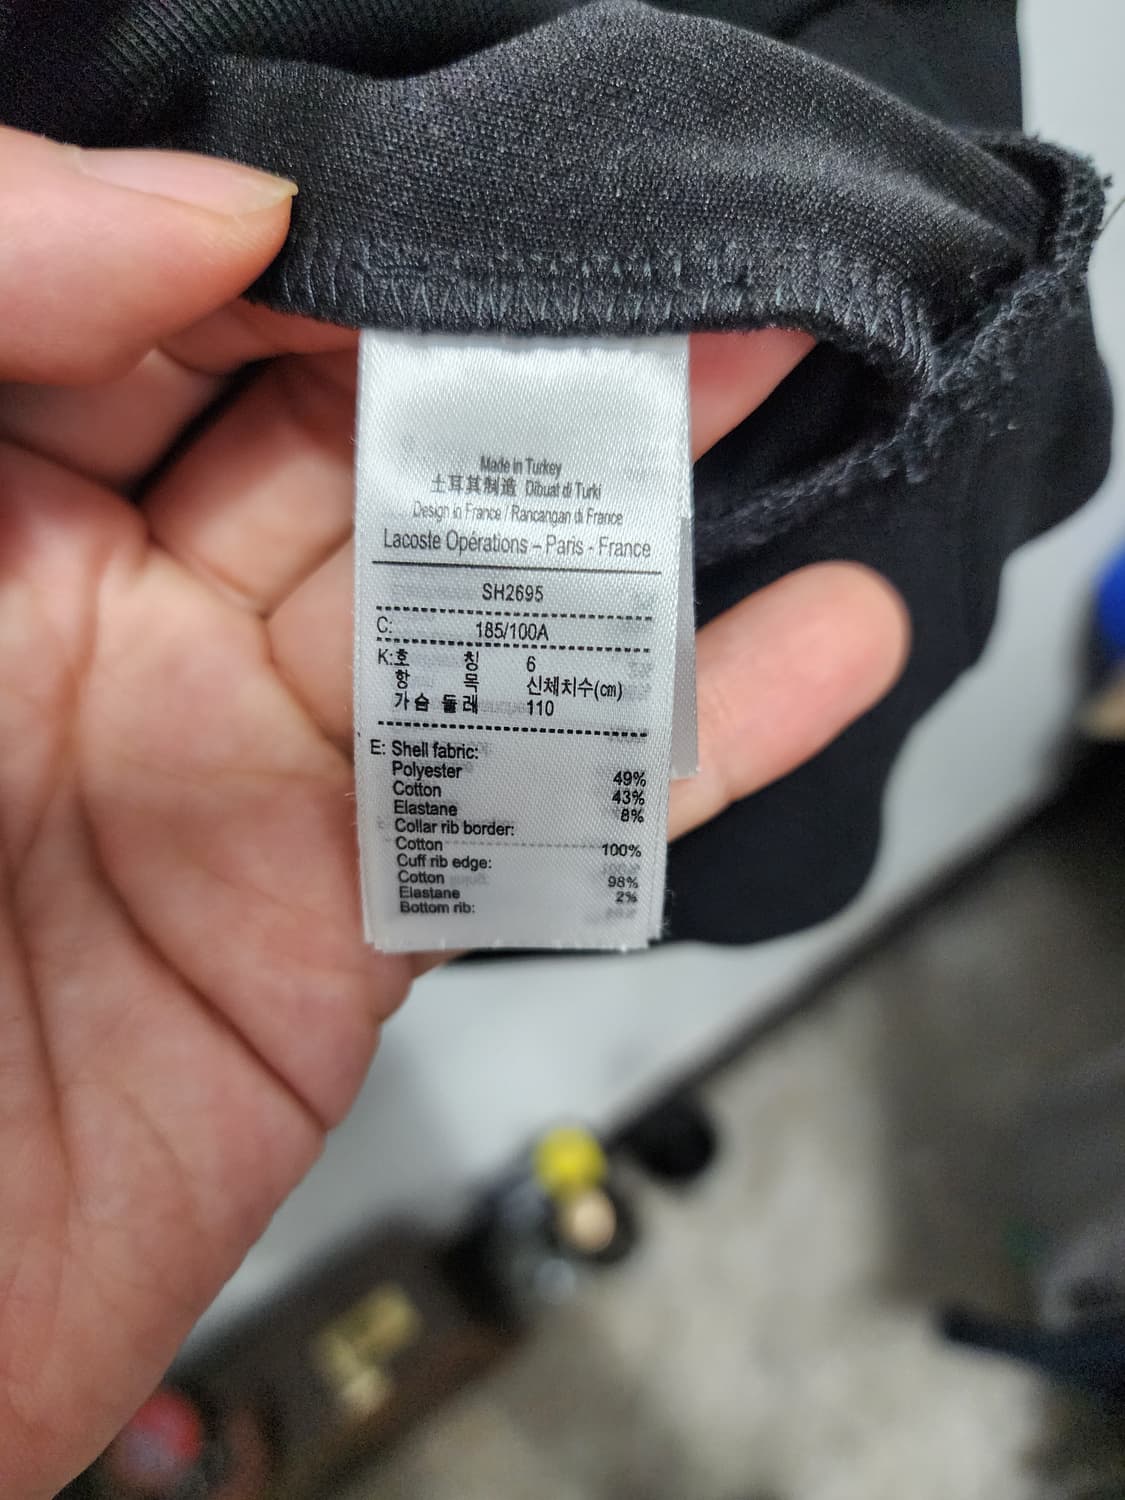 Made in Turkey
土耳其制造 Dibuat di Turki
Design in France / Rancangan di France
Lacoste Opérations – Paris - France
SH2695
C: 185/100A
K:호 칭 6
항 목 신체치수(cm)
가슴 둘레 110
E: Shell fabric:
Polyester 49%
Cotton 43%
Elastane 8%
Collar rib border:
Cotton 100%
Cuff rib edge:
Cotton 98%
Elastane 2%
Bottom rib: